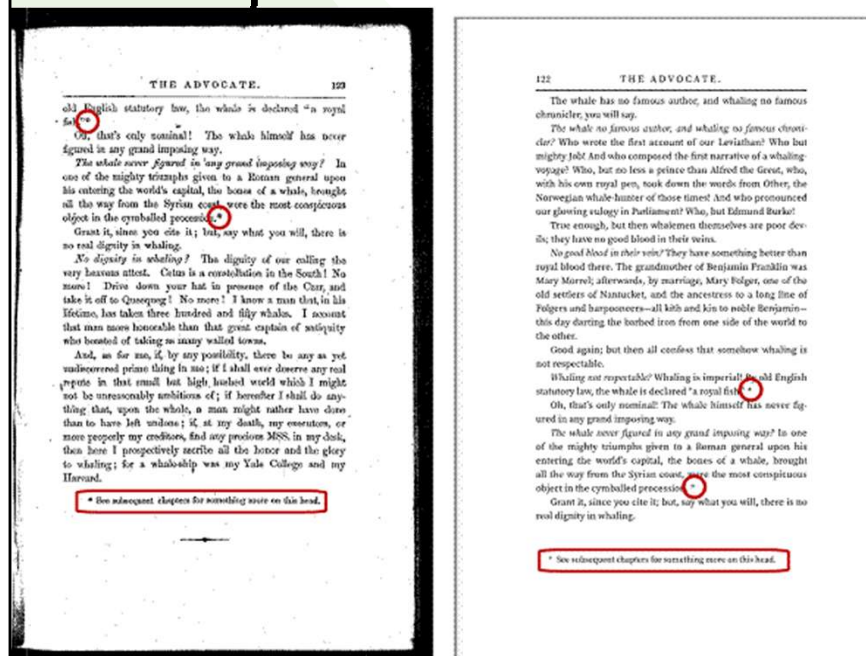 THE ADVOCATE. 123
old English statutory law, the whale is declared "a royal
fish."*
Oh, that's only nominal! The whale himself has never
figured in any grand imposing way.
The whale never figured in any grand imposing way? In
one of the mighty triumphs given to a Roman general upon
his entering the world's capital, the bones of a whale, brought
all the way from the Syrian coast, were the most conspicuous
object in the cymballed procession.*
Grant it, since you cite it; but, say what you will, there is
no real dignity in whaling.
No dignity in whaling? The dignity of our calling the
very heavens attest. Cetus is a constellation in the South! No
more! Drive down your hat in presence of the Czar, and
take it off to Queequeg! No more! I know a man that, in his
lifetime, has taken three hundred and fifty whales. I account
that man more honorable than that great captain of antiquity
who boasted of taking as many walled towns.
And, as for me, if, by any possibility, there be any as yet
undiscovered prime thing in me; if I shall ever deserve any real
repute in that small but high hushed world which I might
not be unreasonably ambitious of; if hereafter I shall do any-
thing that, upon the whole, a man might rather have done
than to have left undone; if, at my death, my executors, or
more properly my creditors, find any precious MSS. in my desk,
then here I prospectively ascribe all the honor and the glory
to whaling; for a whale-ship was my Yale College and my
Harvard.
* See subsequent chapters for something more on this head.
122 THE ADVOCATE.
The whale has no famous author, and whaling no famous
chronicler, you will say.
The whale no famous author, and whaling no famous chroni-
cler? Who wrote the first account of our Leviathan? Who but
mighty Job! And who composed the first narrative of a whaling-
voyage? Who, but no less a prince than Alfred the Great, who,
with his own royal pen, took down the words from Other, the
Norwegian whale-hunter of those times! And who pronounced
our glowing eulogy in Parliament? Who, but Edmund Burke!
True enough, but then whalemen themselves are poor dev-
ils; they have no good blood in their veins.
No good blood in their veins? They have something better than
royal blood there. The grandmother of Benjamin Franklin was
Mary Morrel; afterwards, by marriage, Mary Folger, one of the
old settlers of Nantucket, and the ancestress to a long line of
Folgers and harpooneers—all kith and kin to noble Benjamin—
this day darting the barbed iron from one side of the world to
the other.
Good again; but then all confess that somehow whaling is
not respectable.
Whaling not respectable? Whaling is imperial! By old English
statutory law, the whale is declared "a royal fish." *
Oh, that's only nominal! The whale himself has never fig-
ured in any grand imposing way.
The whale never figured in any grand imposing way? In one
of the mighty triumphs given to a Roman general upon his
entering the world's capital, the bones of a whale, brought
all the way from the Syrian coast, were the most conspicuous
object in the cymballed procession. *
Grant it, since you cite it; but, say what you will, there is no
real dignity in whaling.
* See subsequent chapters for something more on this head.